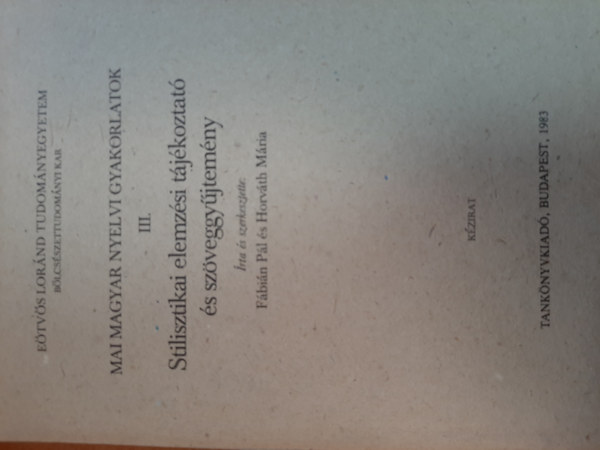 EÖTVÖS LORÁND TUDOMÁNYEGYETEM
BÖLCSÉSZETTUDOMÁNYI KAR
MAI MAGYAR NYELVI GYAKORLATOK
III.
Stilisztikai elemzési tájékoztató
és szöveggyűjtemény
Írta és szerkesztette:
Fábián Pál és Horváth Mária
KÉZIRAT
TANKÖNYVKIADÓ, BUDAPEST, 1983